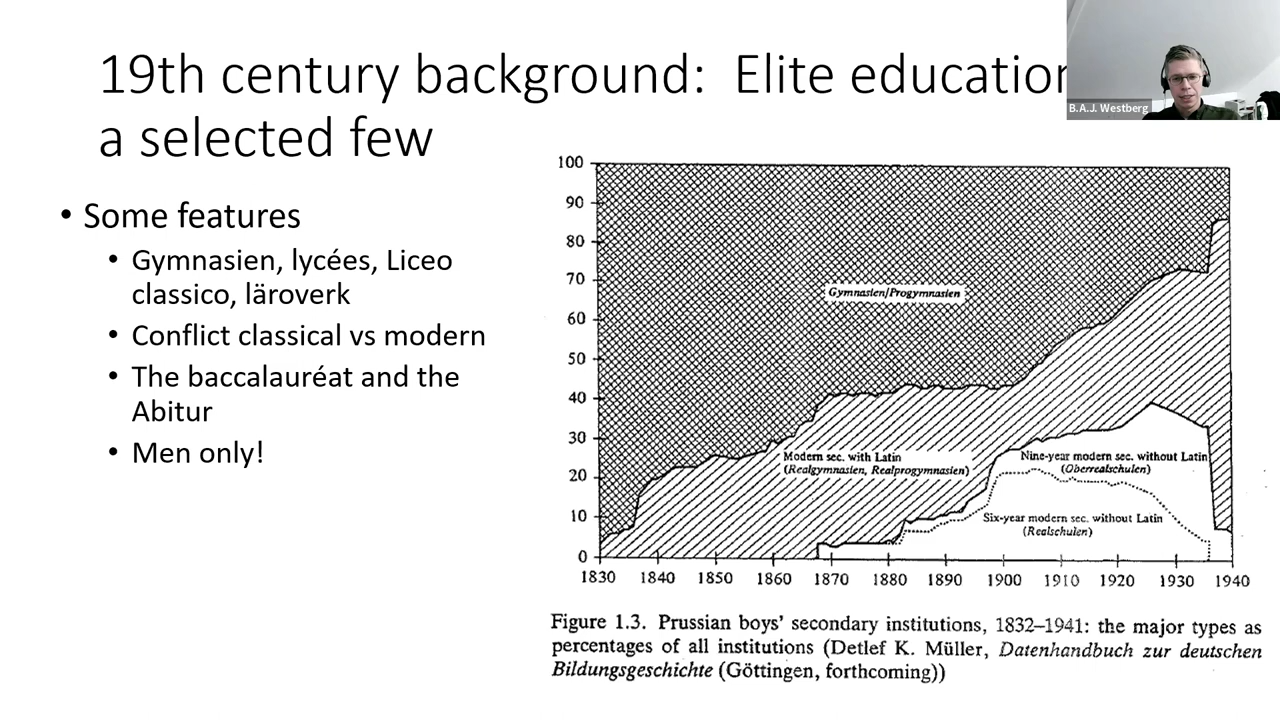 19th century background:  Elite education
a selected few
B.A.J. Westberg
• Some features
• Gymnasien, lycées, Liceo
classico, läroverk
• Conflict classical vs modern
• The baccalauréat and the
Abitur
• Men only!
100
90
80
70
60
50
40
30
20
10
0
Gymnasien/Progymnasien
Modern sec. with Latin
(Realgymnasien, Realprogymnasien)
Nine-year modern sec. without Latin
(Oberrealschulen)
Six-year modern sec. without Latin
(Realschulen)
1830 1840 1850 1860 1870 1880 1890 1900 1910 1920 1930 1940
Figure 1.3. Prussian boys' secondary institutions, 1832–1941: the major types as
percentages of all institutions (Detlef K. Müller, Datenhandbuch zur deutschen
Bildungsgeschichte (Göttingen, forthcoming))